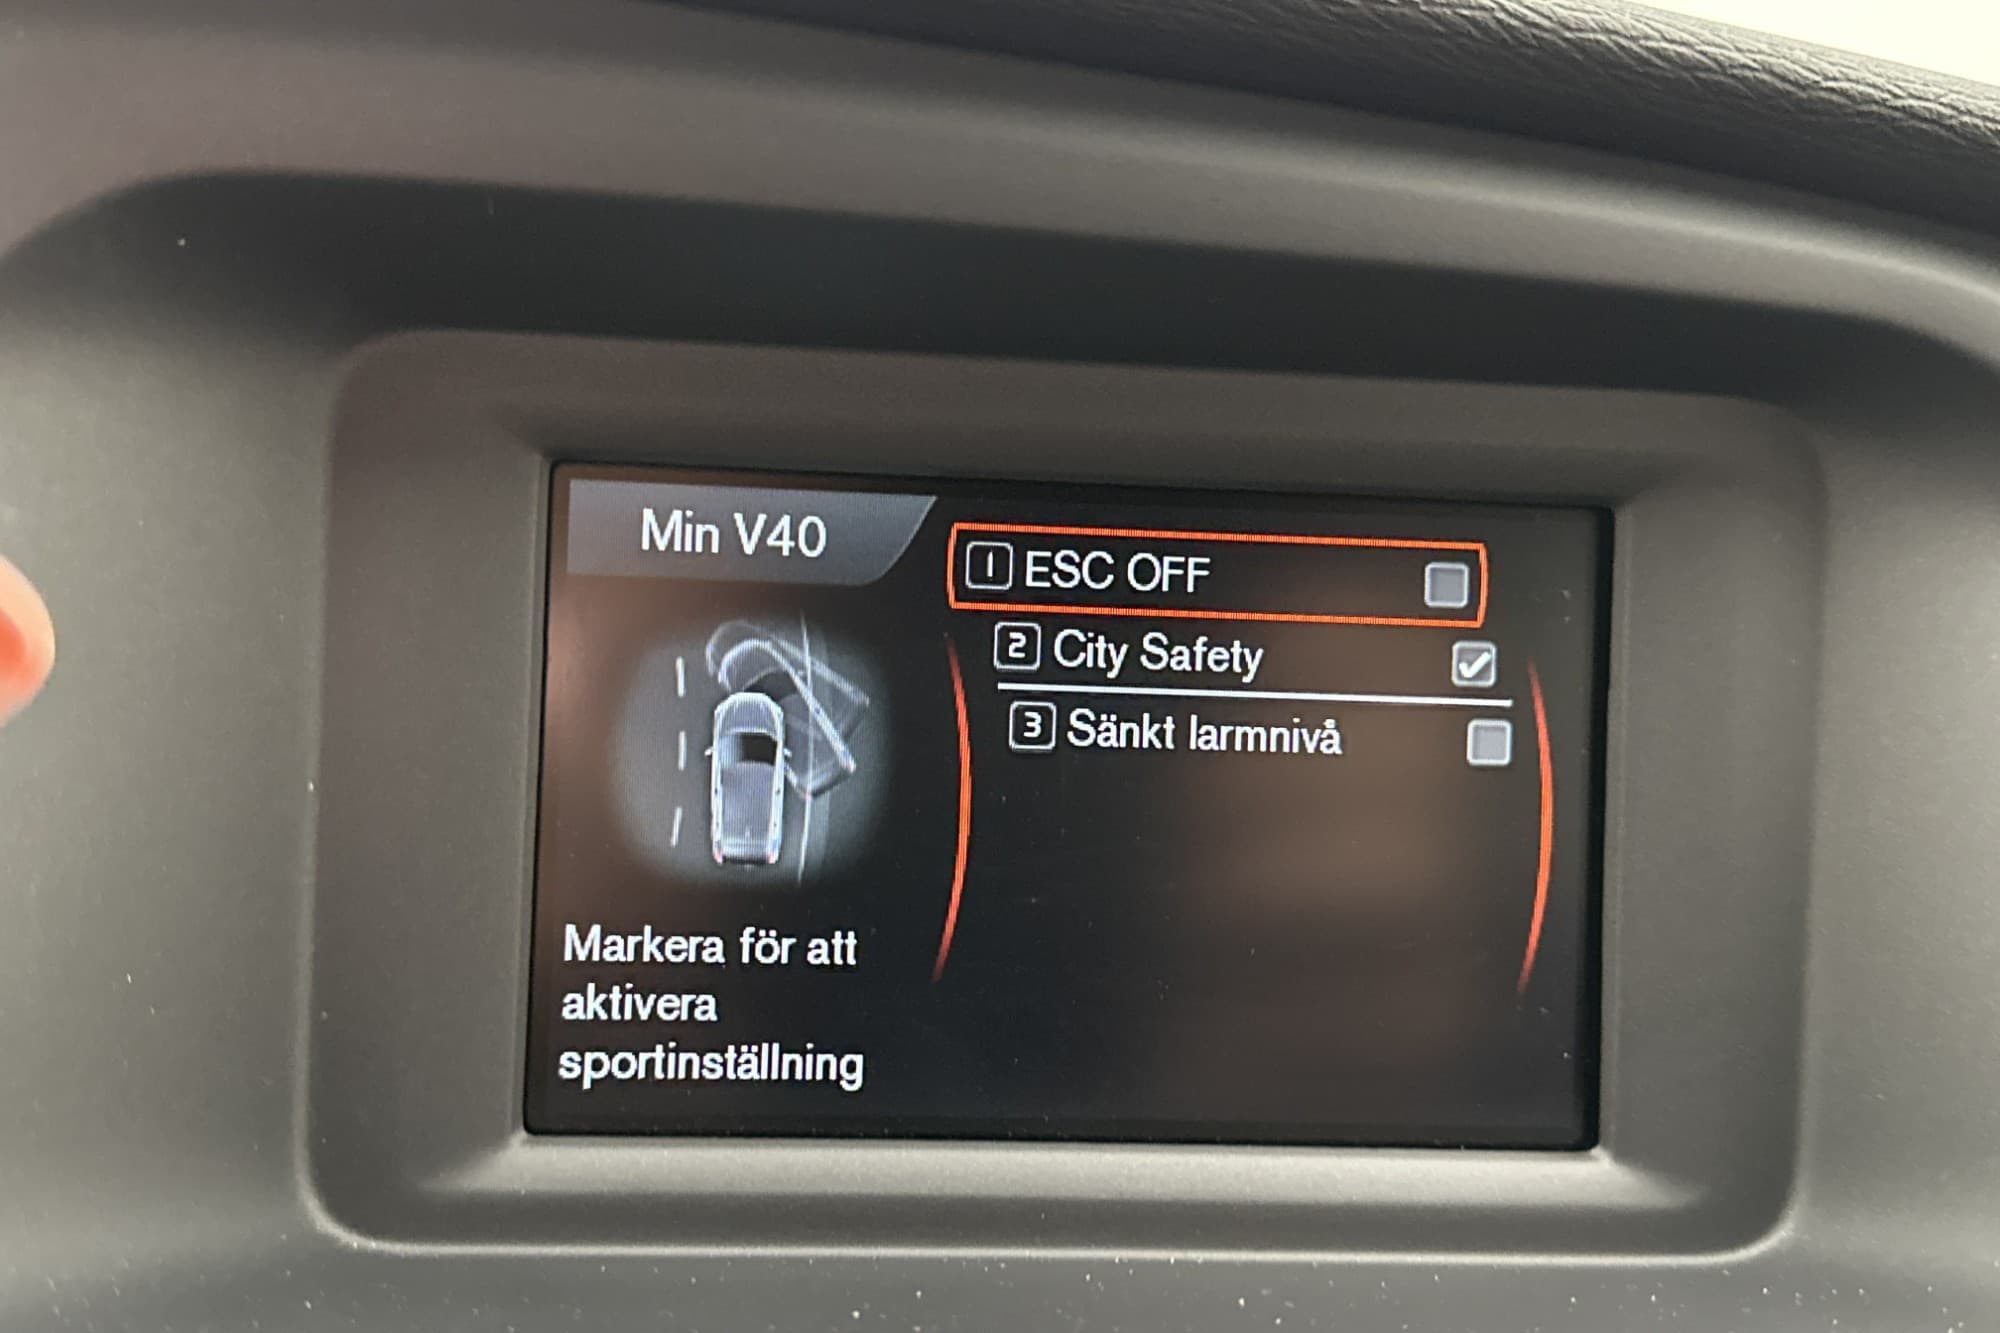 Min V40
1 ESC OFF
2 City Safety
3 Sänkt larmnivå
Markera för att
aktivera
sportinställning